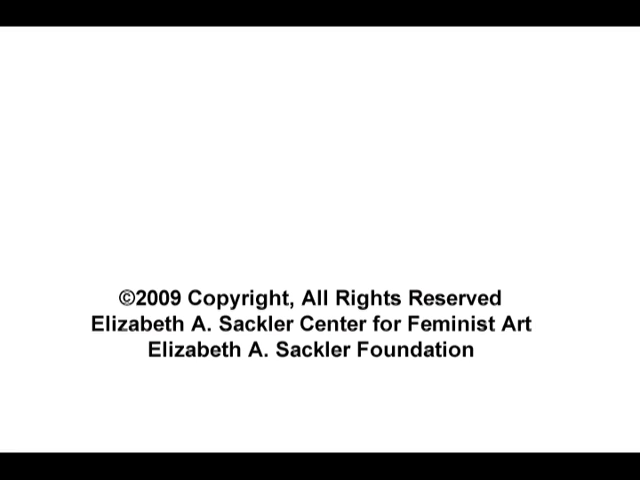 ©2009 Copyright, All Rights Reserved
Elizabeth A. Sackler Center for Feminist Art
Elizabeth A. Sackler Foundation